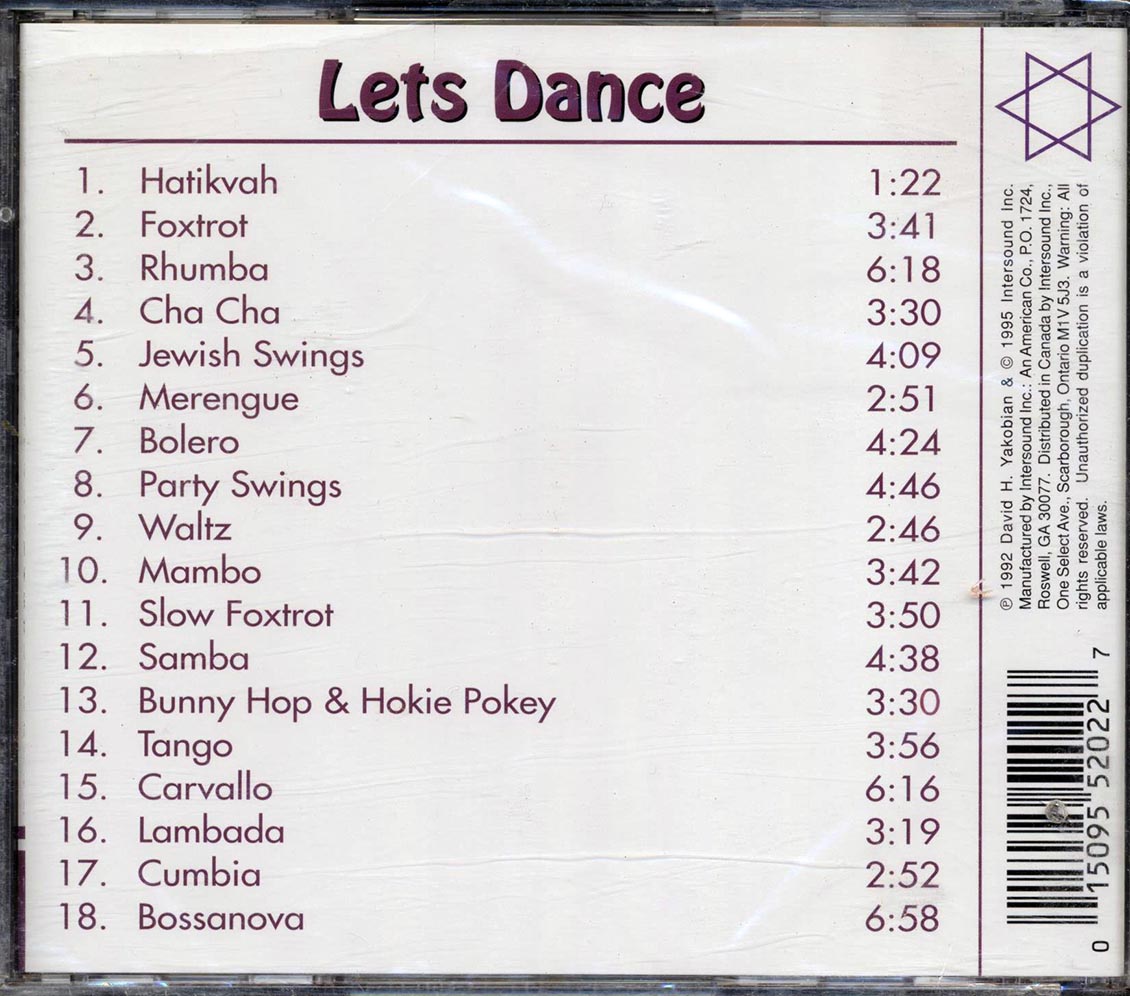 Lets Dance
1. Hatikvah 1:22
2. Foxtrot 3:41
3. Rhumba 6:18
4. Cha Cha 3:30
5. Jewish Swings 4:09
6. Merengue 2:51
7. Bolero 4:24
8. Party Swings 4:46
9. Waltz 2:46
10. Mambo 3:42
11. Slow Foxtrot 3:50
12. Samba 4:38
13. Bunny Hop & Hokie Pokey 3:30
14. Tango 3:56
15. Carvallo 6:16
16. Lambada 3:19
17. Cumbia 2:52
18. Bossanova 6:58
℗ 1992 David H. Yakobian & © 1995 Intersound Inc.
Manufactured by Intersound Inc.: An American Co., P.O. 1724,
Roswell, GA 30077. Distributed in Canada by Intersound Inc.,
One Select Ave., Scarborough, Ontario M1V 5J3. Warning: All
rights reserved. Unauthorized duplication is a violation of
applicable laws.
0 15095 52022 7